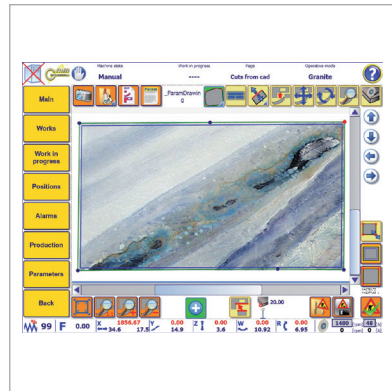 Machine state
Work in progress
Page
Operative mode
Manual
----
Cuts from cad
Granite
?
Main
_ParamDrawin
g
Works
Work in
progress
Positions
Alarms
Production
Parameters
Back
20.00
99 F 0.00
X 1856.67
34.6
Y 0.00
17.5 14.9
Z 0.00
3.6
W 0.00
10.92
R 0.00
6.95
1400
0
48
0